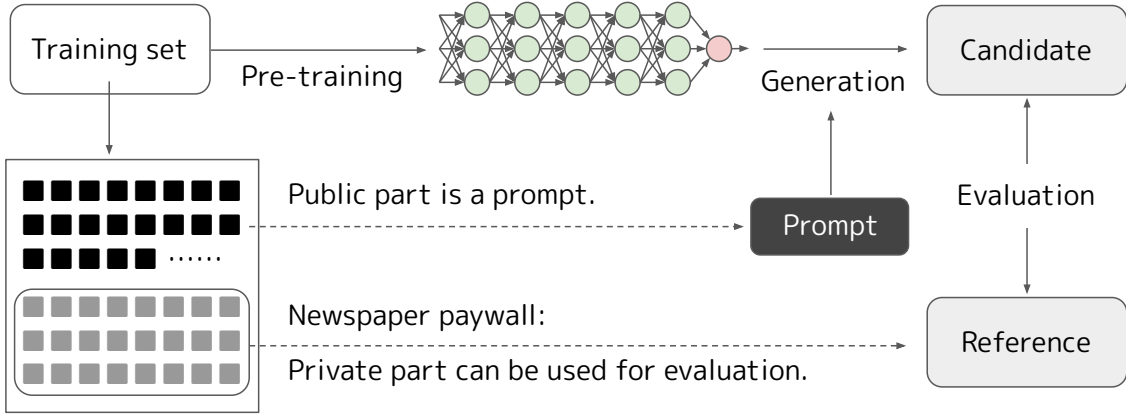 Training set
Pre-training
Generation
Candidate
Public part is a prompt.
Prompt
Evaluation
......
Newspaper paywall:
Private part can be used for evaluation.
Reference